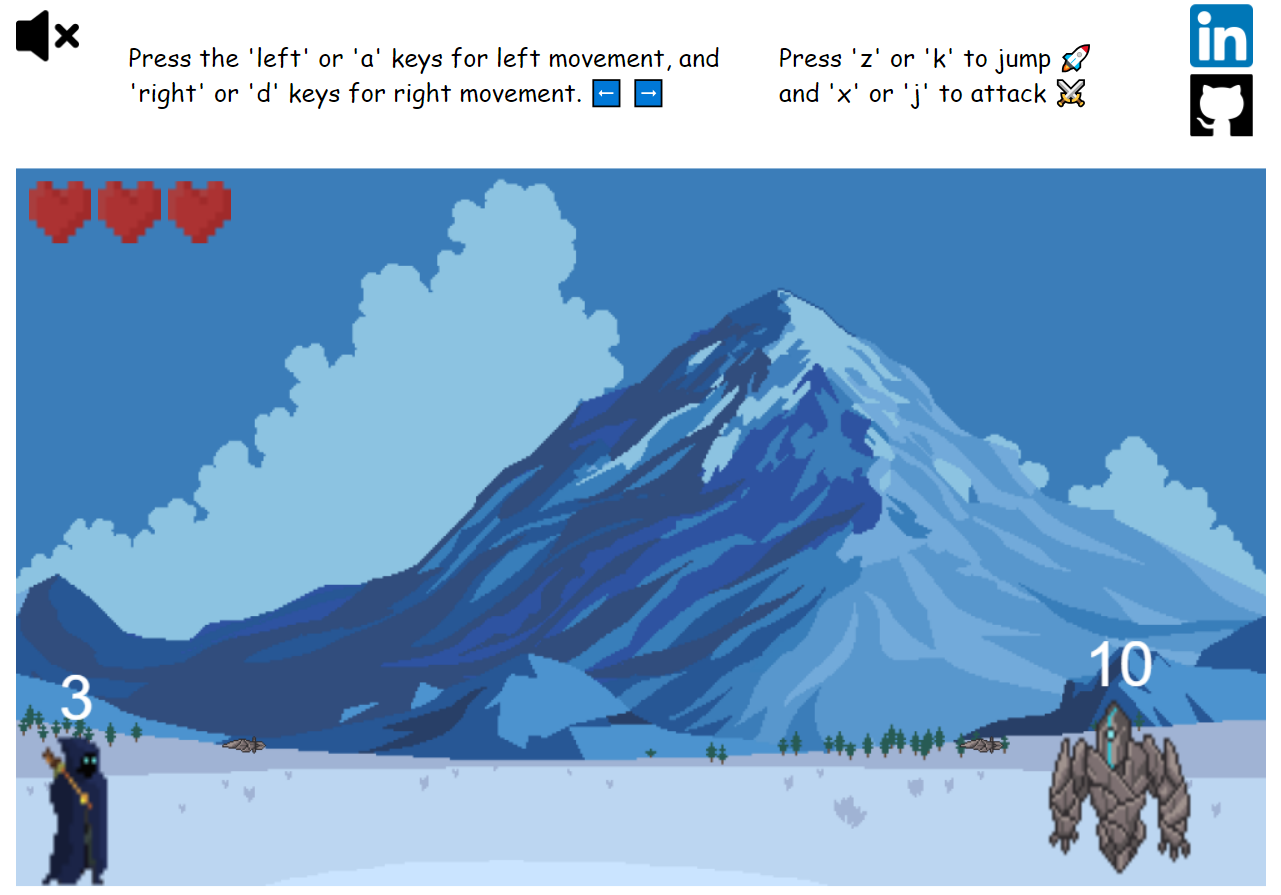 Press the 'left' or 'a' keys for left movement, and
'right' or 'd' keys for right movement. ← →
Press 'z' or 'k' to jump 🚀
and 'x' or 'j' to attack ⚔️
in
3
10